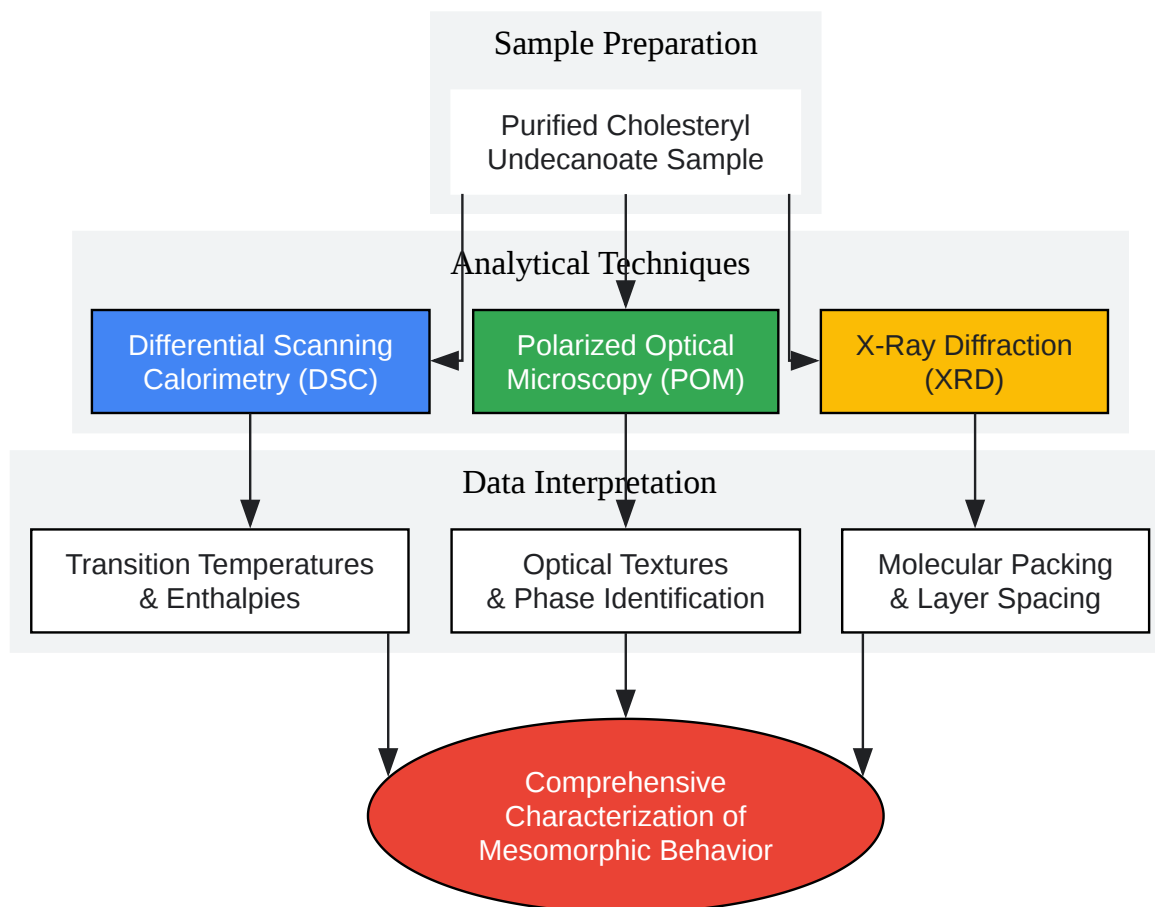 Sample Preparation
Purified Cholesteryl
Undecanoate Sample
Analytical Techniques
Differential Scanning
Calorimetry (DSC)
Polarized Optical
Microscopy (POM)
X-Ray Diffraction
(XRD)
Data Interpretation
Transition Temperatures
& Enthalpies
Optical Textures
& Phase Identification
Molecular Packing
& Layer Spacing
Comprehensive
Characterization of
Mesomorphic Behavior